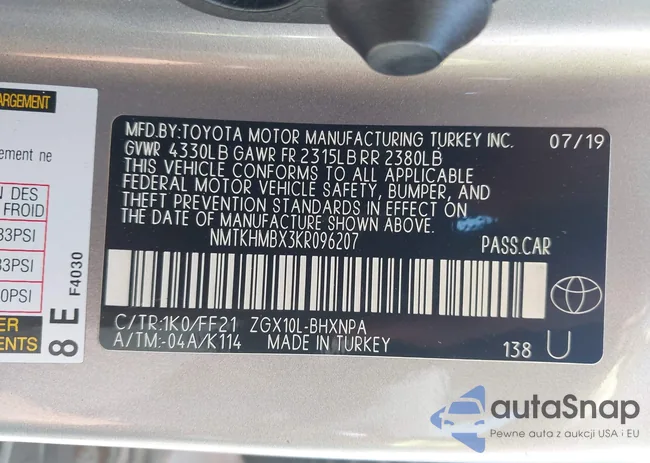 ARGEMENT
ement ne
N DES
FROID
33PSI
33PSI
0PSI
ER
ENTS
8 E
F4030
MFD.BY:TOYOTA MOTOR MANUFACTURING TURKEY INC. 07/19
GVWR 4330LB GAWR FR 2315LB RR 2380LB
THIS VEHICLE CONFORMS TO ALL APPLICABLE
FEDERAL MOTOR VEHICLE SAFETY, BUMPER, AND
THEFT PREVENTION STANDARDS IN EFFECT ON
THE DATE OF MANUFACTURE SHOWN ABOVE.
NMTKHMBX3KR096207 PASS.CAR
C/TR:1K0/FF21 ZGX10L-BHXNPA
A/TM:-04A/K114 MADE IN TURKEY 138 U
autaSnap
Pewne auta z aukcji USA i EU